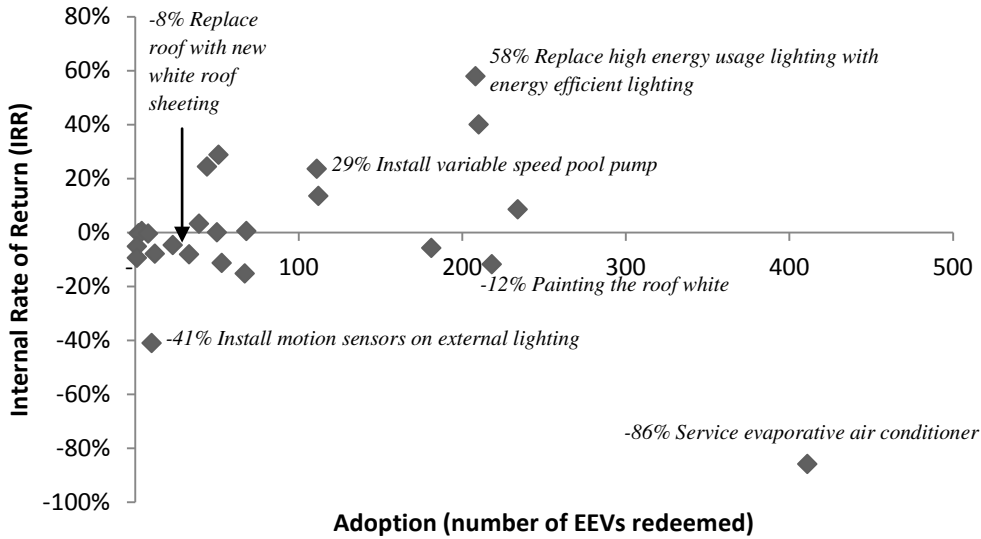 80%
60%
40%
20%
0%
-20%
-40%
-60%
-80%
-100%
Internal Rate of Return (IRR)
-8% Replace
roof with new
white roof
sheeting
58% Replace high energy usage lighting with
energy efficient lighting
29% Install variable speed pool pump
-
100
200
300
400
500
-12% Painting the roof white
-41% Install motion sensors on external lighting
-86% Service evaporative air conditioner
Adoption (number of EEVs redeemed)